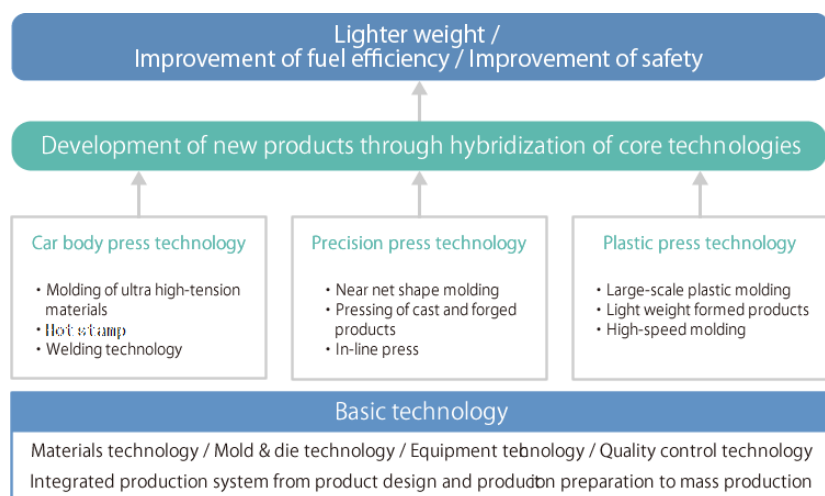 Lighter weight /
Improvement of fuel efficiency / Improvement of safety
Development of new products through hybridization of core technologies
Car body press technology
・Molding of ultra high-tension
materials
・Hot stamp
・Welding technology
Precision press technology
・Near net shape molding
・Pressing of cast and forged
products
・In-line press
Plastic press technology
・Large-scale plastic molding
・Light weight formed products
・High-speed molding
Basic technology
Materials technology / Mold & die technology / Equipment technology / Quality control technology
Integrated production system from product design and production preparation to mass production